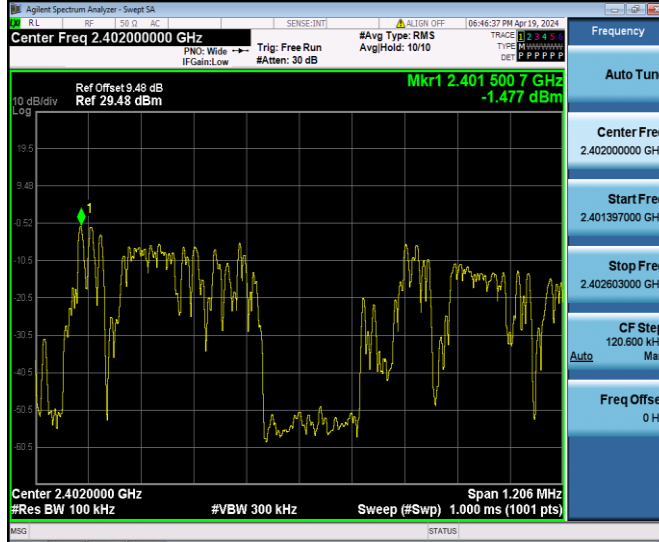 Agilent Spectrum Analyzer - Swept SA
RL RF 50 Ω AC SENSE:INT ALIGN OFF 06:46:37 PM Apr 19, 2024
Center Freq 2.402000000 GHz
PNO: Wide
IFGain:Low
Trig: Free Run
#Atten: 30 dB
#Avg Type: RMS
Avg|Hold: 10/10
TRACE 1 2 3 4 5 6
TYPE M
DET P P P P P P
Ref Offset 9.48 dB
Ref 29.48 dBm
10 dB/div
Log
Mkr1 2.401 500 7 GHz
-1.477 dBm
1
19.5
9.48
-0.52
-10.5
-20.5
-30.5
-40.5
-50.5
-60.5
Center 2.4020000 GHz
Span 1.206 MHz
#Res BW 100 kHz
#VBW 300 kHz
Sweep (#Swp) 1.000 ms (1001 pts)
MSG
STATUS
Frequency
Auto Tun
Center Fre
2.402000000 GH
Start Fre
2.401397000 GH
Stop Fre
2.402603000 GH
CF Step
120.600 kH
Auto Ma
Freq Offse
0 H